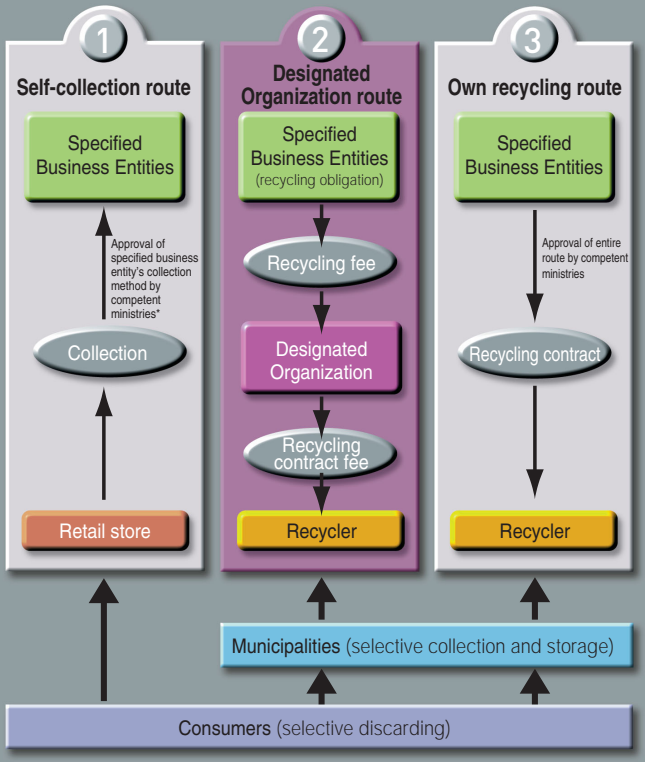 1
Self-collection route
Specified
Business Entities
Approval of
specified business
entity's collection
method by
competent
ministries*
Collection
Retail store
2
Designated
Organization route
Specified
Business Entities
(recycling obligation)
Recycling fee
Designated
Organization
Recycling
contract fee
Recycler
3
Own recycling route
Specified
Business Entities
Approval of entire
route by competent
ministries
Recycling contract
Recycler
Municipalities (selective collection and storage)
Consumers (selective discarding)